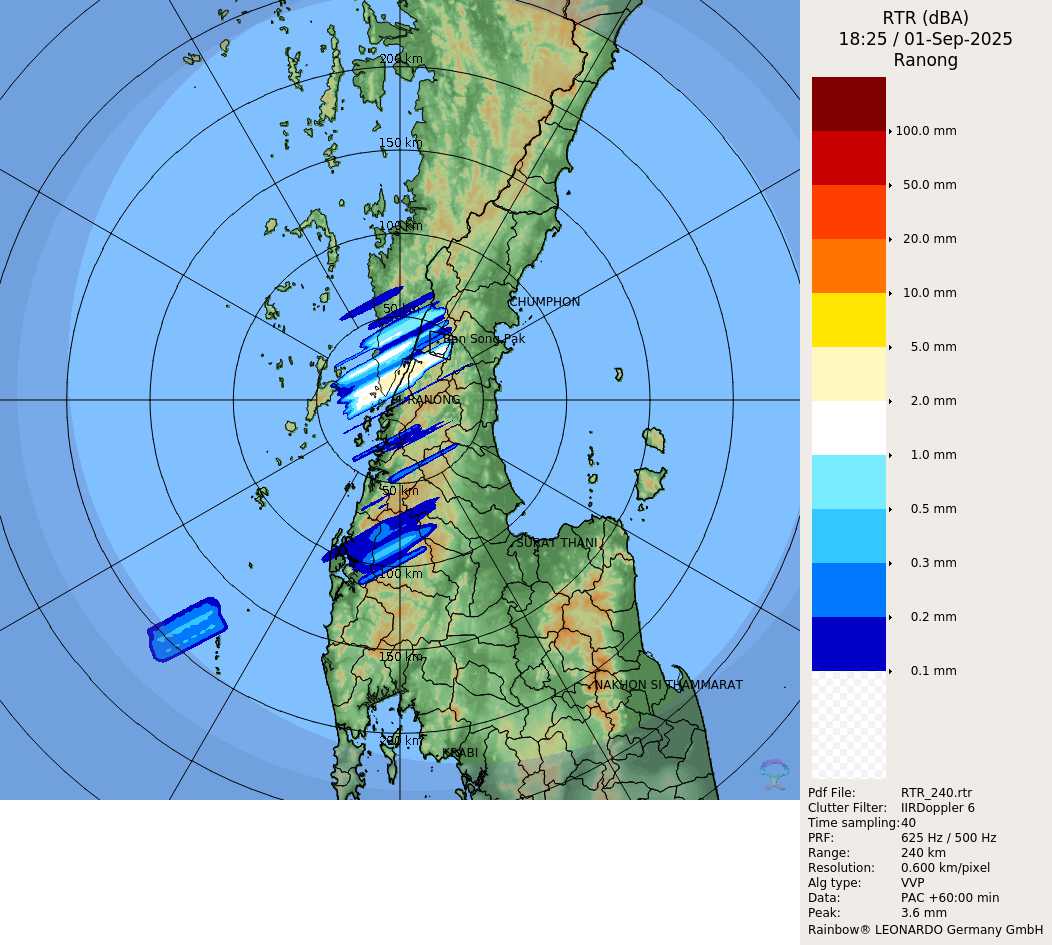 RTR (dBA)
18:25 / 01-Sep-2025
Ranong
200 km
150 km
100 km
50 km
CHUMPHON
Ban Song Pak
RANONG
50 km
SURAT THANI
100 km
150 km
NAKHON SI THAMMARAT
200 km
KRABI
100.0 mm
50.0 mm
20.0 mm
10.0 mm
5.0 mm
2.0 mm
1.0 mm
0.5 mm
0.3 mm
0.2 mm
0.1 mm
Pdf File: RTR_240.rtr
Clutter Filter: IIRDoppler 6
Time sampling:40
PRF: 625 Hz / 500 Hz
Range: 240 km
Resolution: 0.600 km/pixel
Alg type: VVP
Data: PAC +60:00 min
Peak: 3.6 mm
Rainbow® LEONARDO Germany GmbH